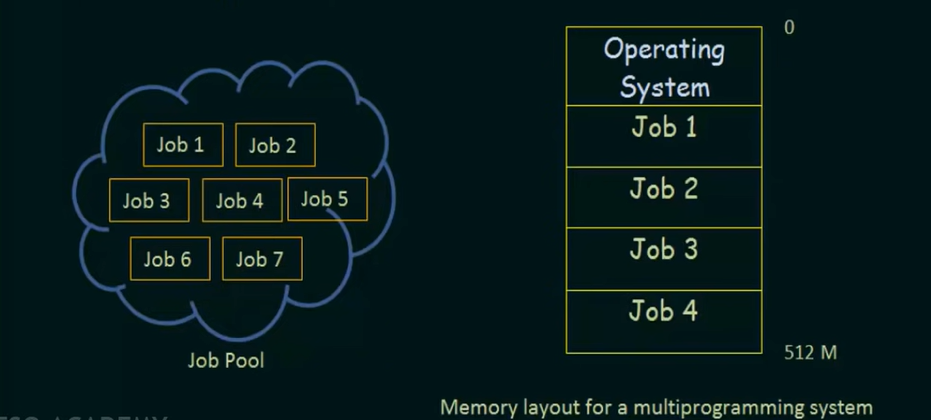 Job 1
Job 2
Job 3
Job 4
Job 5
Job 6
Job 7
Job Pool
0
Operating
System
Job 1
Job 2
Job 3
Job 4
512 M
Memory layout for a multiprogramming system
ACADEMY